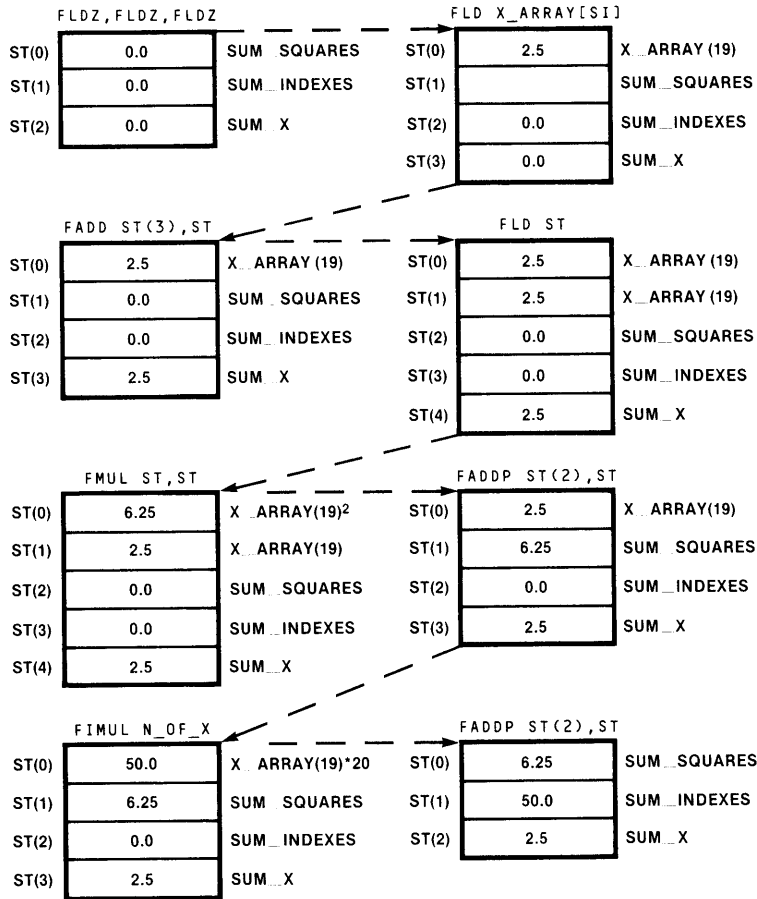 FLDZ,FLDZ,FLDZ
ST(0) 0.0 SUM_SQUARES
ST(1) 0.0 SUM_INDEXES
ST(2) 0.0 SUM_X
FLD X_ARRAY[SI]
ST(0) 2.5 X_ARRAY(19)
ST(1) SUM_SQUARES
ST(2) 0.0 SUM_INDEXES
ST(3) 0.0 SUM_X
FADD ST(3),ST
ST(0) 2.5 X_ARRAY(19)
ST(1) 0.0 SUM_SQUARES
ST(2) 0.0 SUM_INDEXES
ST(3) 2.5 SUM_X
FLD ST
ST(0) 2.5 X_ARRAY(19)
ST(1) 2.5 X_ARRAY(19)
ST(2) 0.0 SUM_SQUARES
ST(3) 0.0 SUM_INDEXES
ST(4) 2.5 SUM_X
FMUL ST,ST
ST(0) 6.25 X_ARRAY(19)²
ST(1) 2.5 X_ARRAY(19)
ST(2) 0.0 SUM_SQUARES
ST(3) 0.0 SUM_INDEXES
ST(4) 2.5 SUM_X
FADDP ST(2),ST
ST(0) 2.5 X_ARRAY(19)
ST(1) 6.25 SUM_SQUARES
ST(2) 0.0 SUM_INDEXES
ST(3) 2.5 SUM_X
FIMUL N_OF_X
ST(0) 50.0 X_ARRAY(19)*20
ST(1) 6.25 SUM_SQUARES
ST(2) 0.0 SUM_INDEXES
ST(3) 2.5 SUM_X
FADDP ST(2),ST
ST(0) 6.25 SUM_SQUARES
ST(1) 50.0 SUM_INDEXES
ST(2) 2.5 SUM_X